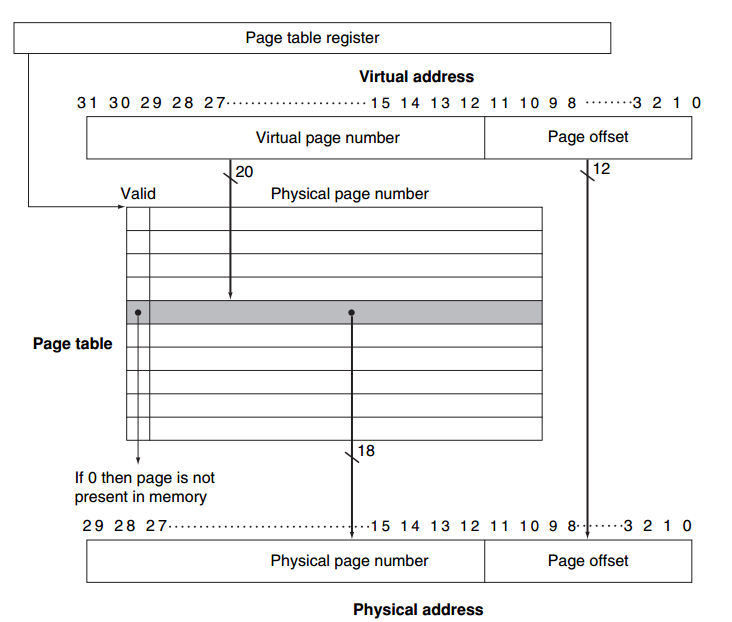 Page table register
Virtual address
31 30 29 28 27·······················15 14 13 12 11 10 9 8 ········3 2 1 0
Virtual page number
Page offset
20
12
Valid
Physical page number
Page table
18
If 0 then page is not
present in memory
29 28 27·································15 14 13 12 11 10 9 8········3 2 1 0
Physical page number
Page offset
Physical address